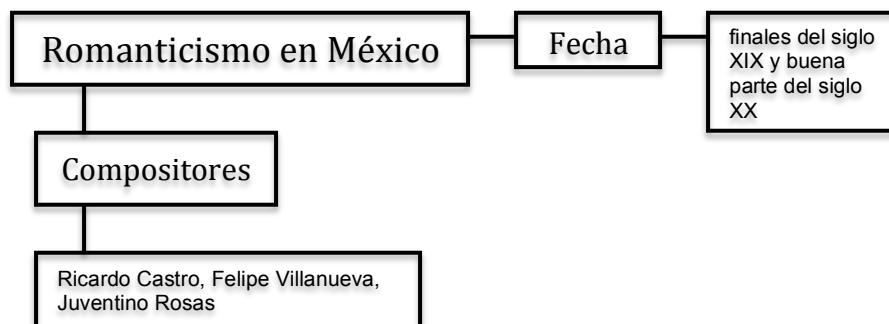 Romanticismo en México
Fecha
finales del siglo
XIX y buena
parte del siglo
XX
Compositores
Ricardo Castro, Felipe Villanueva,
Juventino Rosas